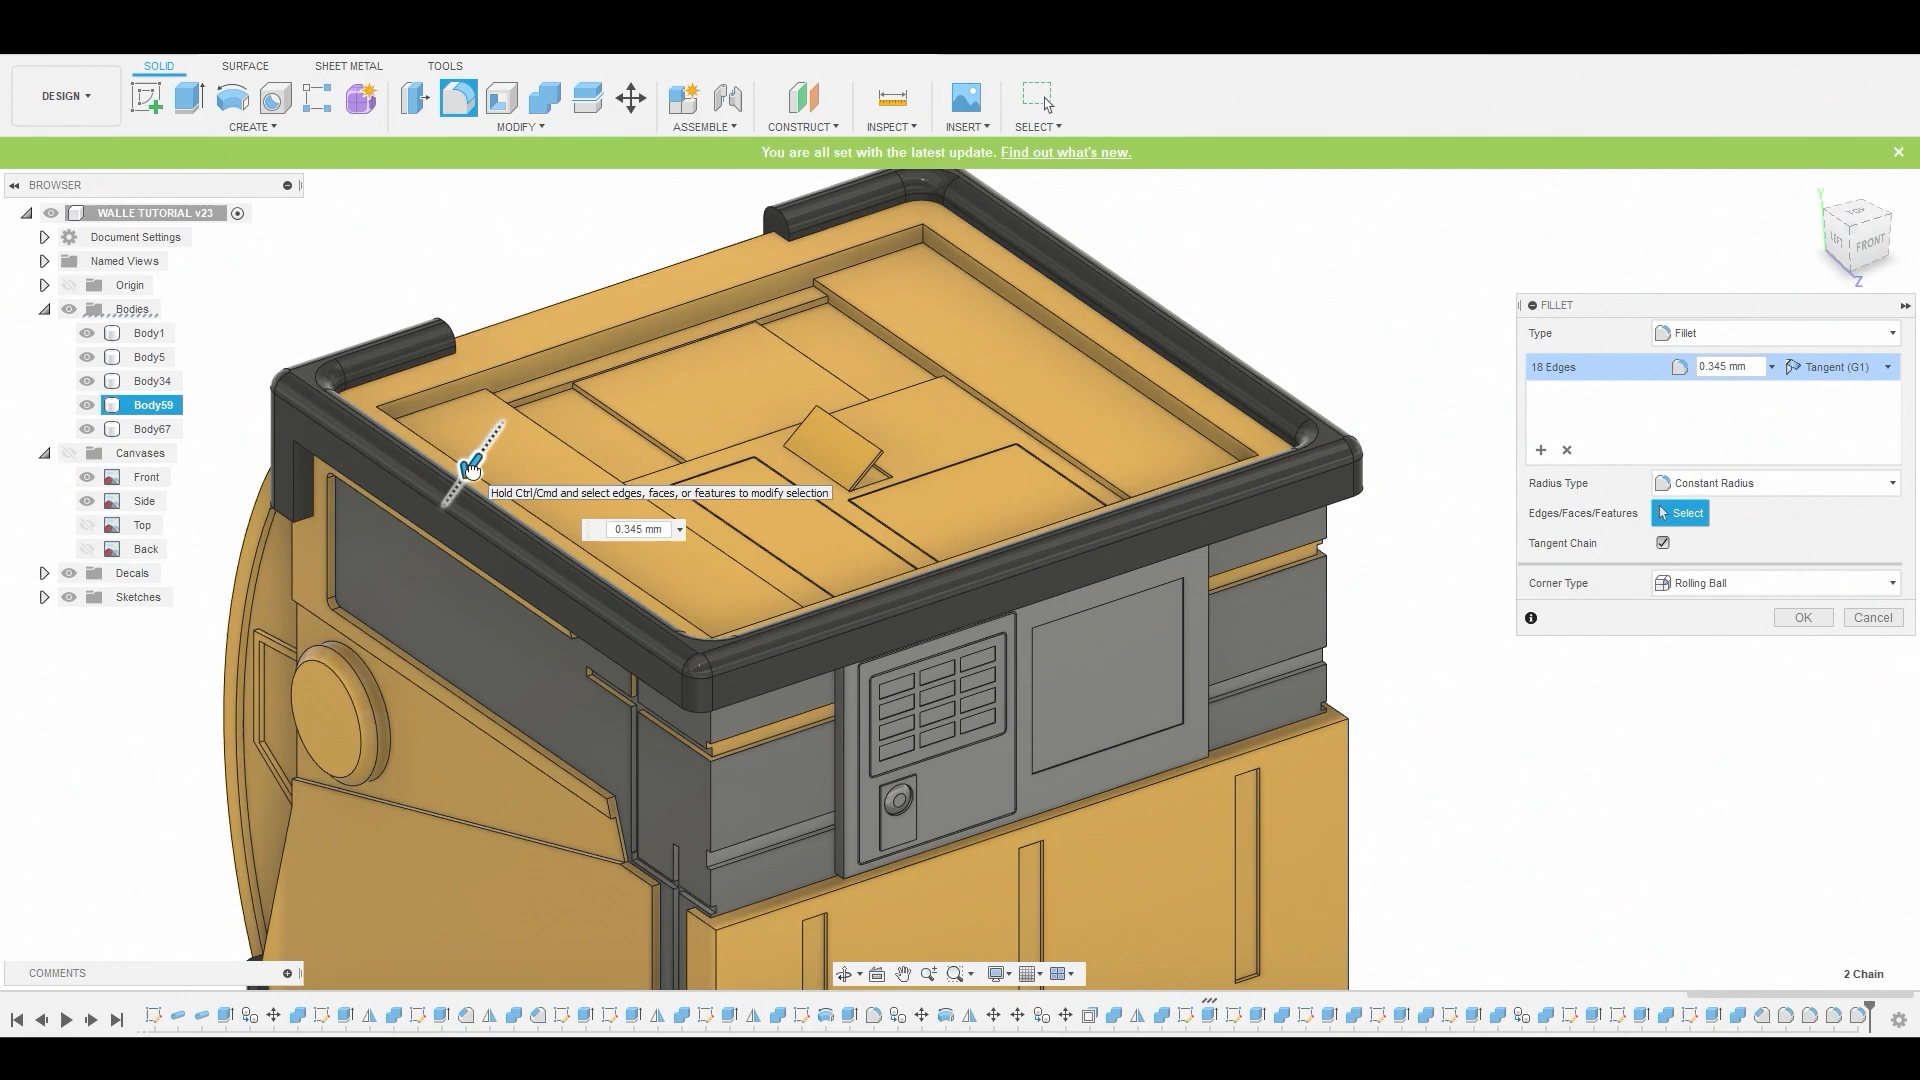 SOLID SURFACE SHEET METAL TOOLS
DESIGN
CREATE MODIFY ASSEMBLE CONSTRUCT INSPECT INSERT SELECT
You are all set with the latest update. Find out what's new.
BROWSER
WALLE TUTORIAL v23
Document Settings
Named Views
Origin
Bodies
Body1
Body5
Body34
Body59
Body67
Canvases
Front
Side
Top
Back
Decals
Sketches
Y
TOP
LEFT FRONT
Z
FILLET
Type Fillet
18 Edges 0.345 mm Tangent (G1)
Radius Type Constant Radius
Edges/Faces/Features Select
Tangent Chain
Corner Type Rolling Ball
OK Cancel
Hold Ctrl/Cmd and select edges, faces, or features to modify selection
0.345 mm
COMMENTS
2 Chain